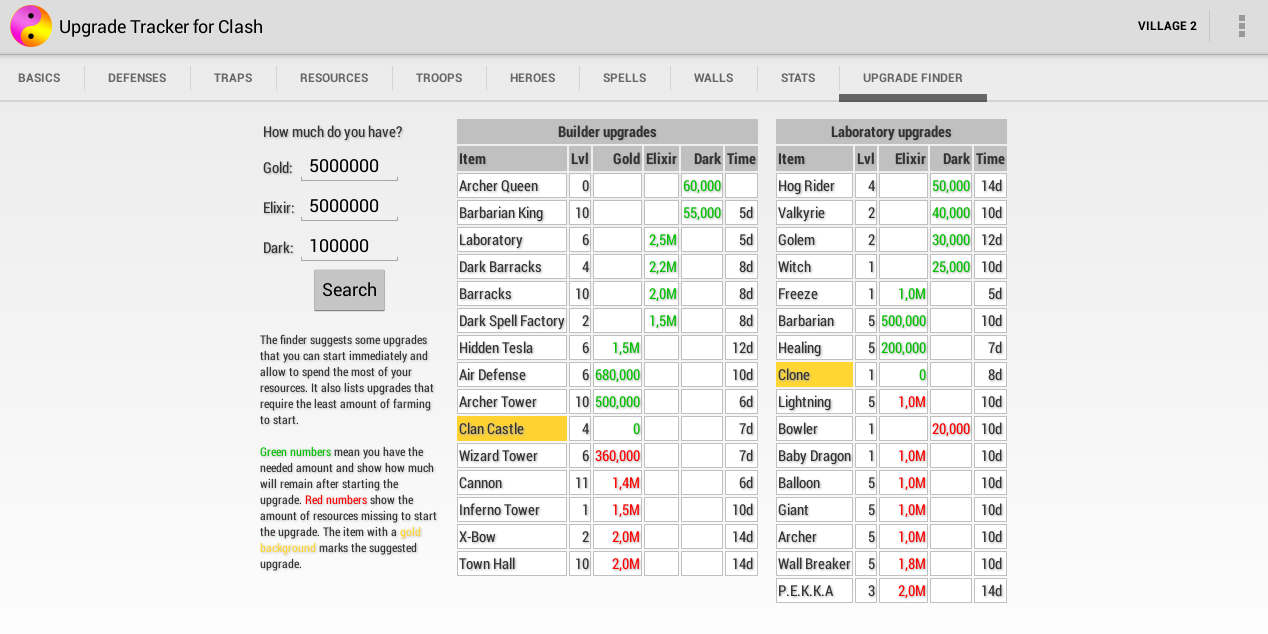 Upgrade Tracker for Clash VILLAGE 2
BASICS DEFENSES TRAPS RESOURCES TROOPS HEROES SPELLS WALLS STATS UPGRADE FINDER
How much do you have?
Gold: 5000000
Elixir: 5000000
Dark: 100000
Search
The finder suggests some upgrades
that you can start immediately and
allow to spend the most of your
resources. It also lists upgrades that
require the least amount of farming
to start.
Green numbers mean you have the
needed amount and show how much
will remain after starting the
upgrade. Red numbers show the
amount of resources missing to start
the upgrade. The item with a gold
background marks the suggested
upgrade.
Builder upgrades
Item Lvl Gold Elixir Dark Time
Archer Queen 0 60,000
Barbarian King 10 55,000 5d
Laboratory 6 2,5M 5d
Dark Barracks 4 2,2M 8d
Barracks 10 2,0M 8d
Dark Spell Factory 2 1,5M 8d
Hidden Tesla 6 1,5M 12d
Air Defense 6 680,000 10d
Archer Tower 10 500,000 6d
Clan Castle 4 0 7d
Wizard Tower 6 360,000 7d
Cannon 11 1,4M 6d
Inferno Tower 1 1,5M 10d
X-Bow 2 2,0M 14d
Town Hall 10 2,0M 14d
Laboratory upgrades
Item Lvl Elixir Dark Time
Hog Rider 4 50,000 14d
Valkyrie 2 40,000 10d
Golem 2 30,000 12d
Witch 1 25,000 10d
Freeze 1 1,0M 5d
Barbarian 5 500,000 10d
Healing 5 200,000 7d
Clone 1 0 8d
Lightning 5 1,0M 10d
Bowler 1 20,000 10d
Baby Dragon 1 1,0M 10d
Balloon 5 1,0M 10d
Giant 5 1,0M 10d
Archer 5 1,0M 10d
Wall Breaker 5 1,8M 10d
P.E.K.K.A 3 2,0M 14d